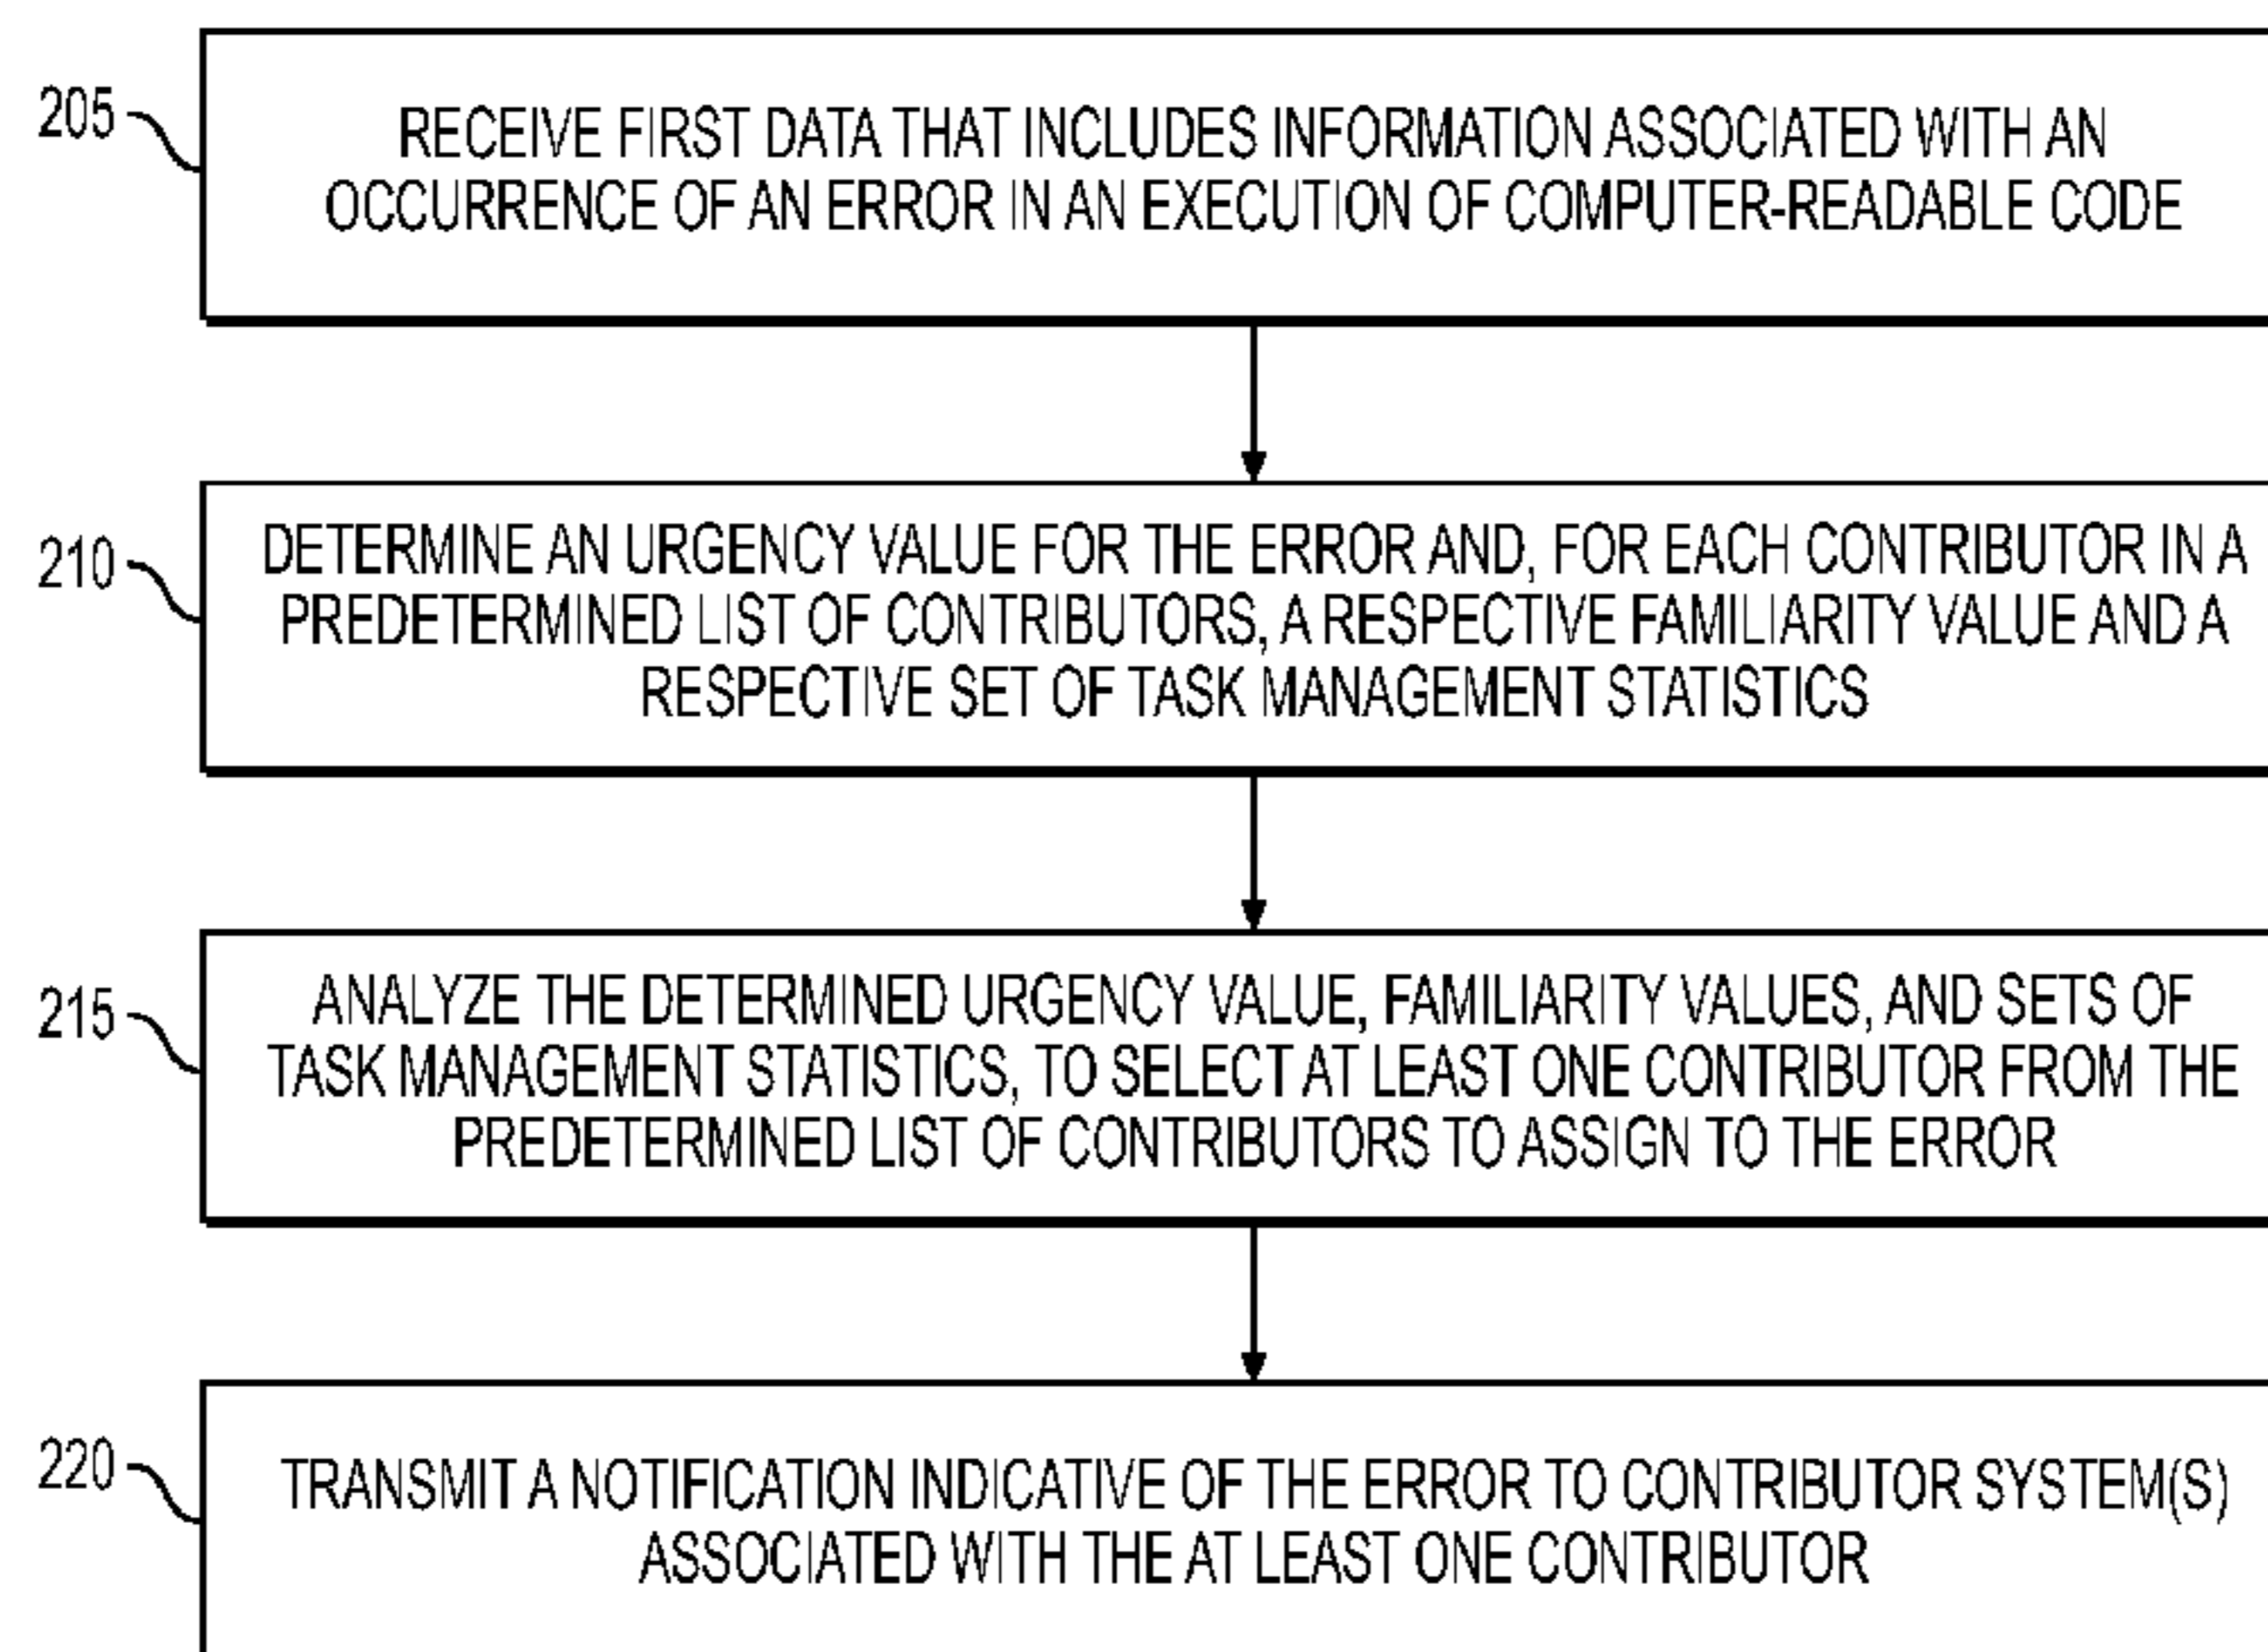 205
RECEIVE FIRST DATA THAT INCLUDES INFORMATION ASSOCIATED WITH AN
OCCURRENCE OF AN ERROR IN AN EXECUTION OF COMPUTER-READABLE CODE
210
DETERMINE AN URGENCY VALUE FOR THE ERROR AND, FOR EACH CONTRIBUTOR IN A
PREDETERMINED LIST OF CONTRIBUTORS, A RESPECTIVE FAMILIARITY VALUE AND A
RESPECTIVE SET OF TASK MANAGEMENT STATISTICS
215
ANALYZE THE DETERMINED URGENCY VALUE, FAMILIARITY VALUES, AND SETS OF
TASK MANAGEMENT STATISTICS, TO SELECT AT LEAST ONE CONTRIBUTOR FROM THE
PREDETERMINED LIST OF CONTRIBUTORS TO ASSIGN TO THE ERROR
220
TRANSMIT A NOTIFICATION INDICATIVE OF THE ERROR TO CONTRIBUTOR SYSTEM(S)
ASSOCIATED WITH THE AT LEAST ONE CONTRIBUTOR